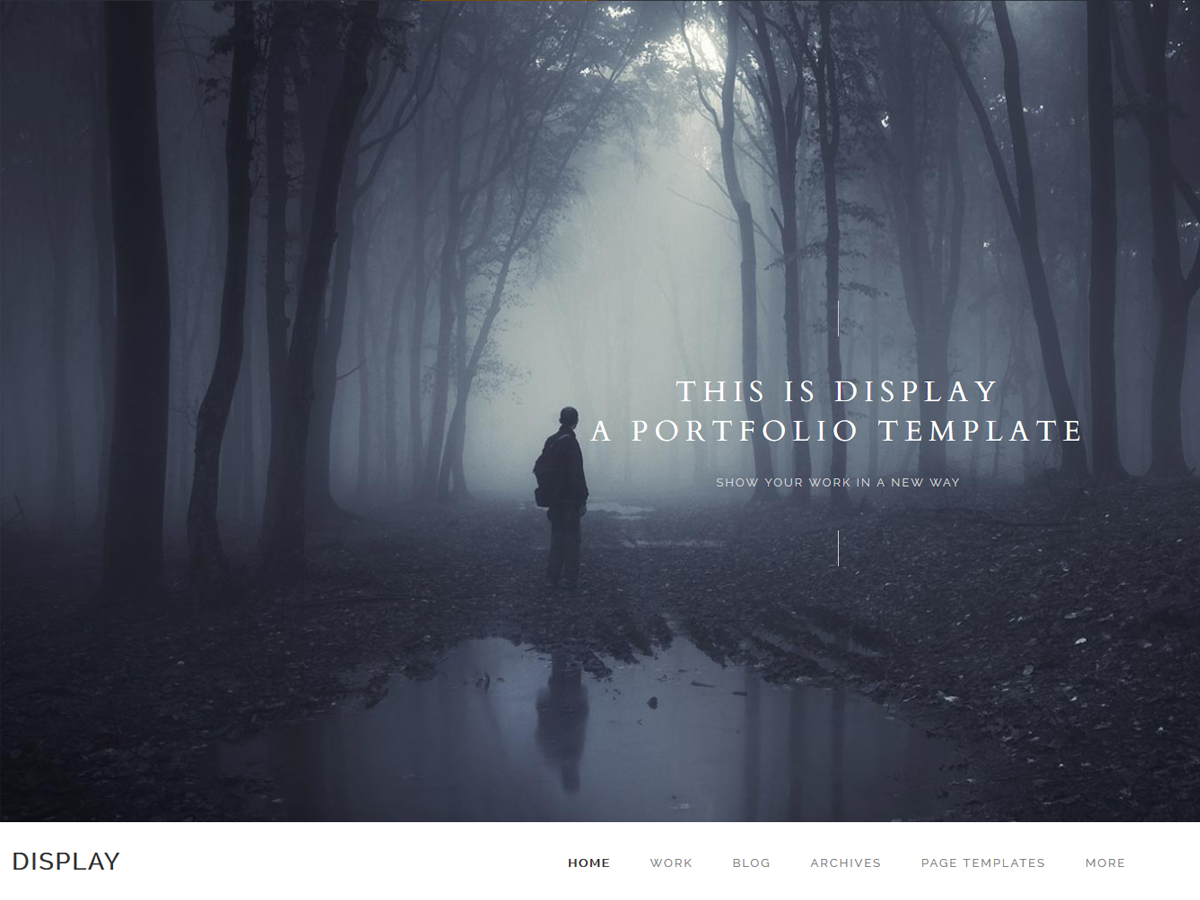 THIS IS DISPLAY
A PORTFOLIO TEMPLATE
SHOW YOUR WORK IN A NEW WAY
DISPLAY
HOME WORK BLOG ARCHIVES PAGE TEMPLATES MORE